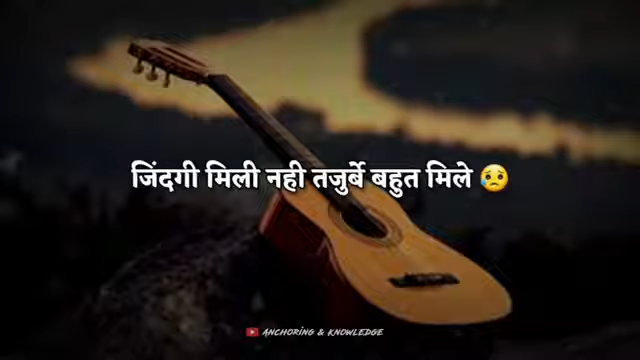 जिंदगी मिली नही तजुर्बे बहुत मिले 😥
ANCHORING & KNOWLEDGE